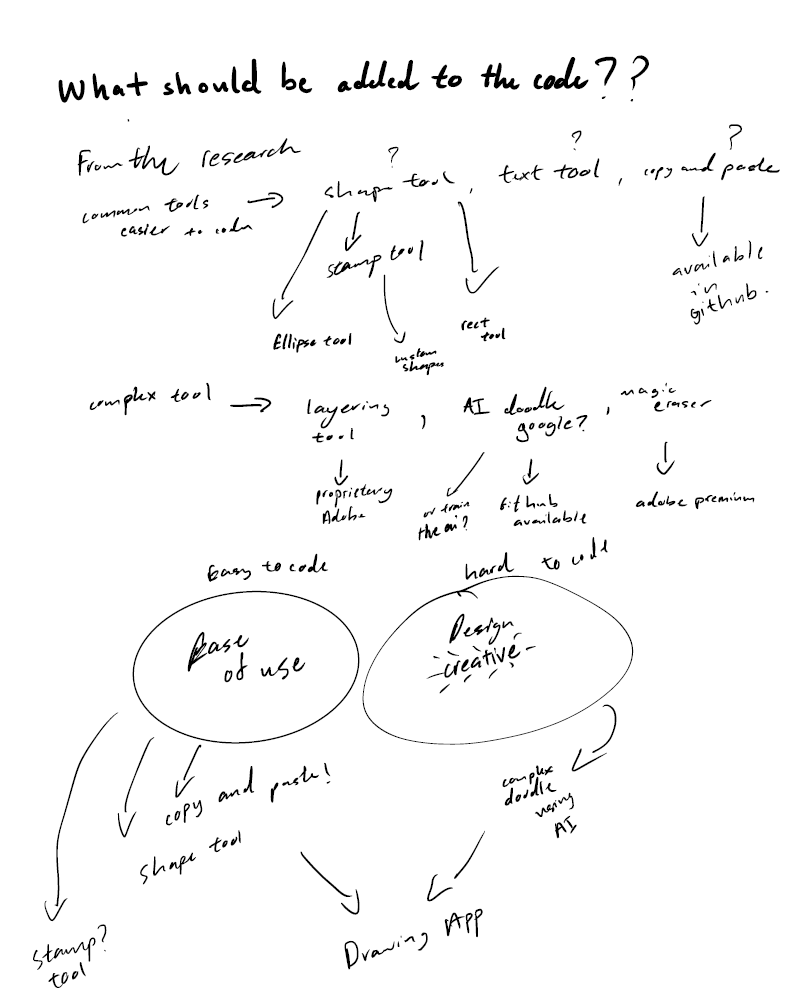 What should be added to the code??
From the research
? ? ?
common tools
easier to code
shape tool, text tool, copy and paste
stamp tool
available
in
Github.
Ellipse tool
custom
shapes
rect
tool
complex tool
layering
tool
, AI doodle
google?
, magic
eraser
proprietery
Adobe
or train
the ai?
Github
available
adobe premium
Easy to code
hard to code
Ease
of use
Design
creative
copy and paste!
shape tool
stamp?
tool
complex
doodle
using
AI
Drawing App